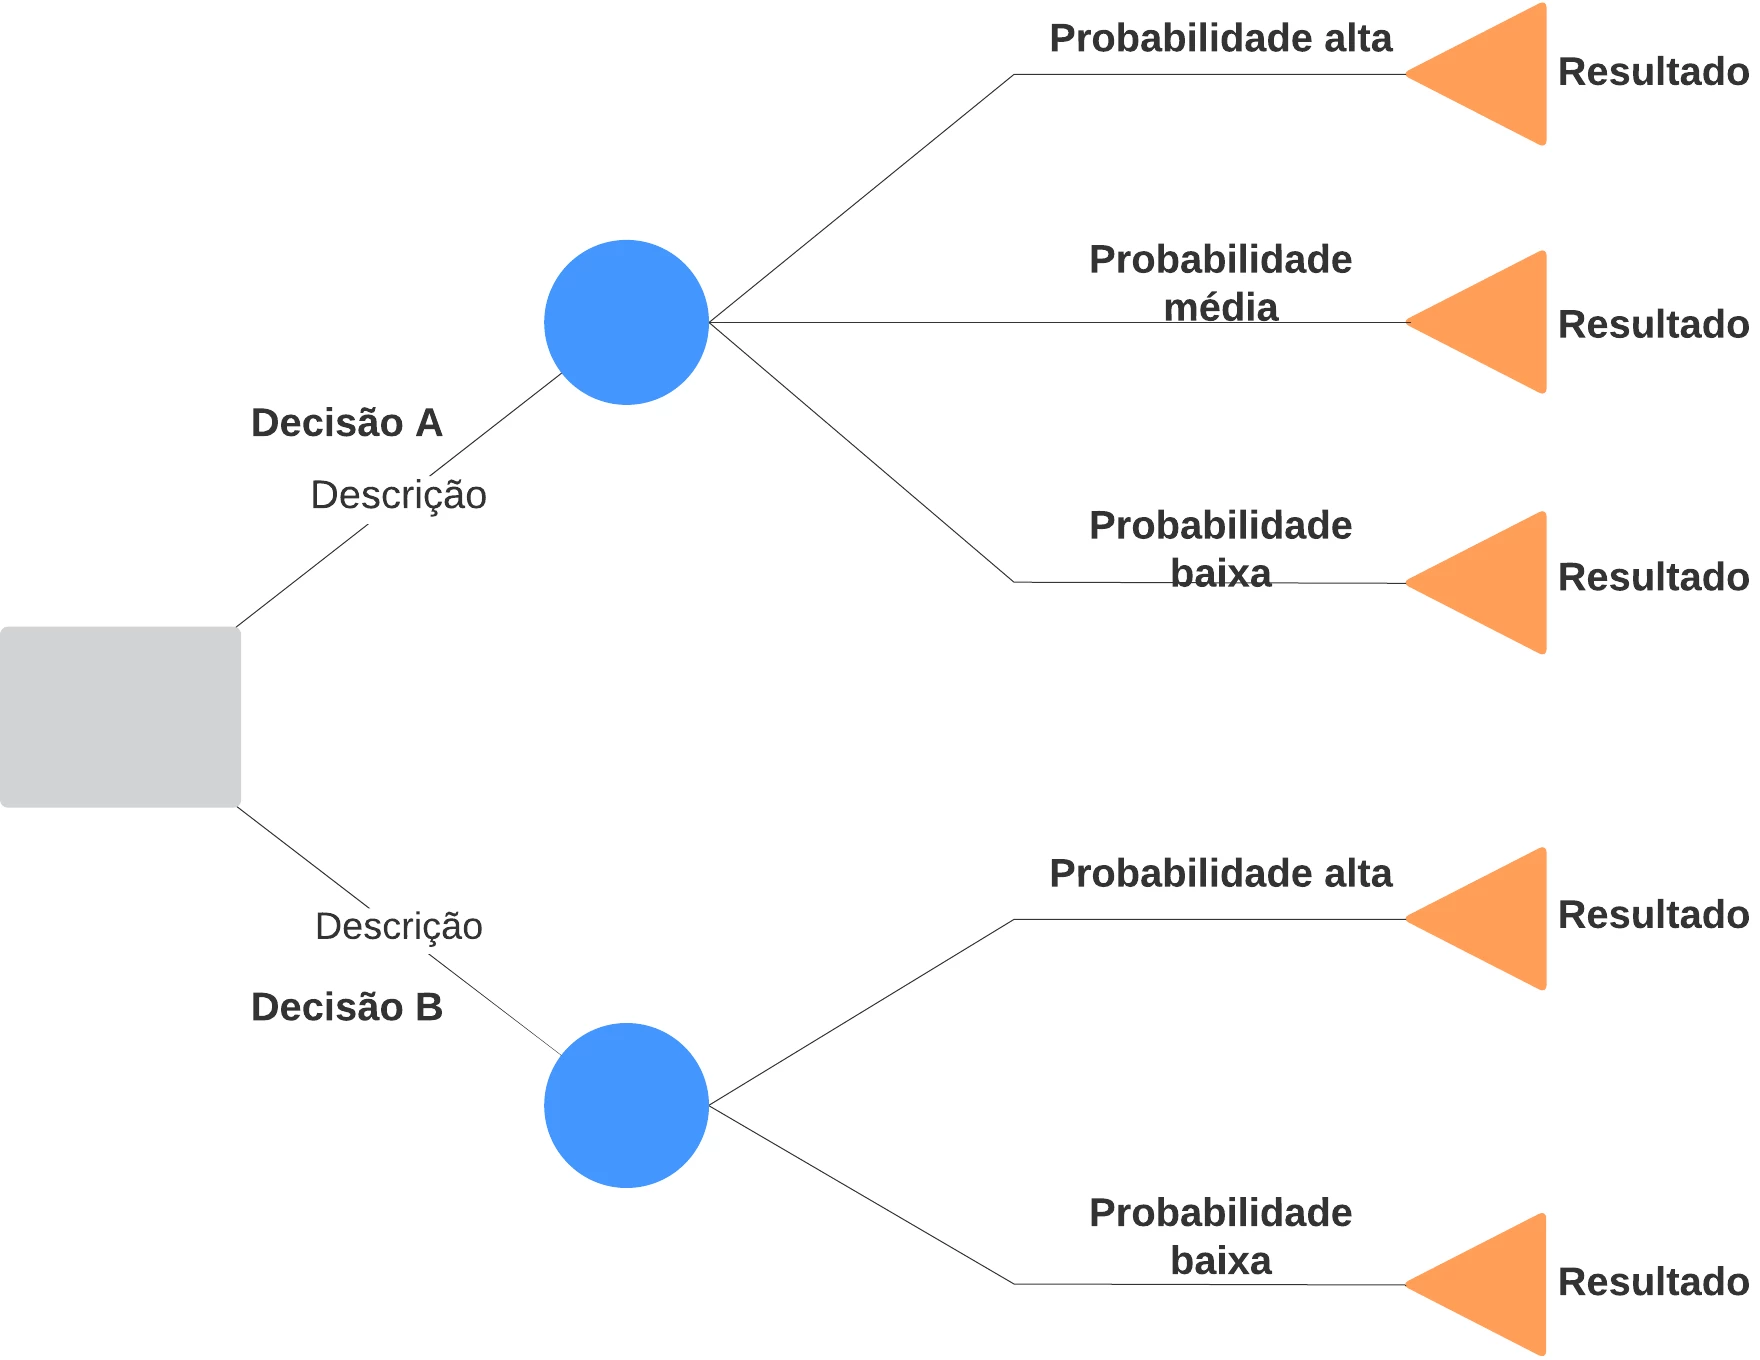 Probabilidade alta
Resultado
Probabilidade
média
Resultado
Decisão A
Descrição
Probabilidade
baixa
Resultado
Probabilidade alta
Resultado
Descrição
Decisão B
Probabilidade
baixa
Resultado